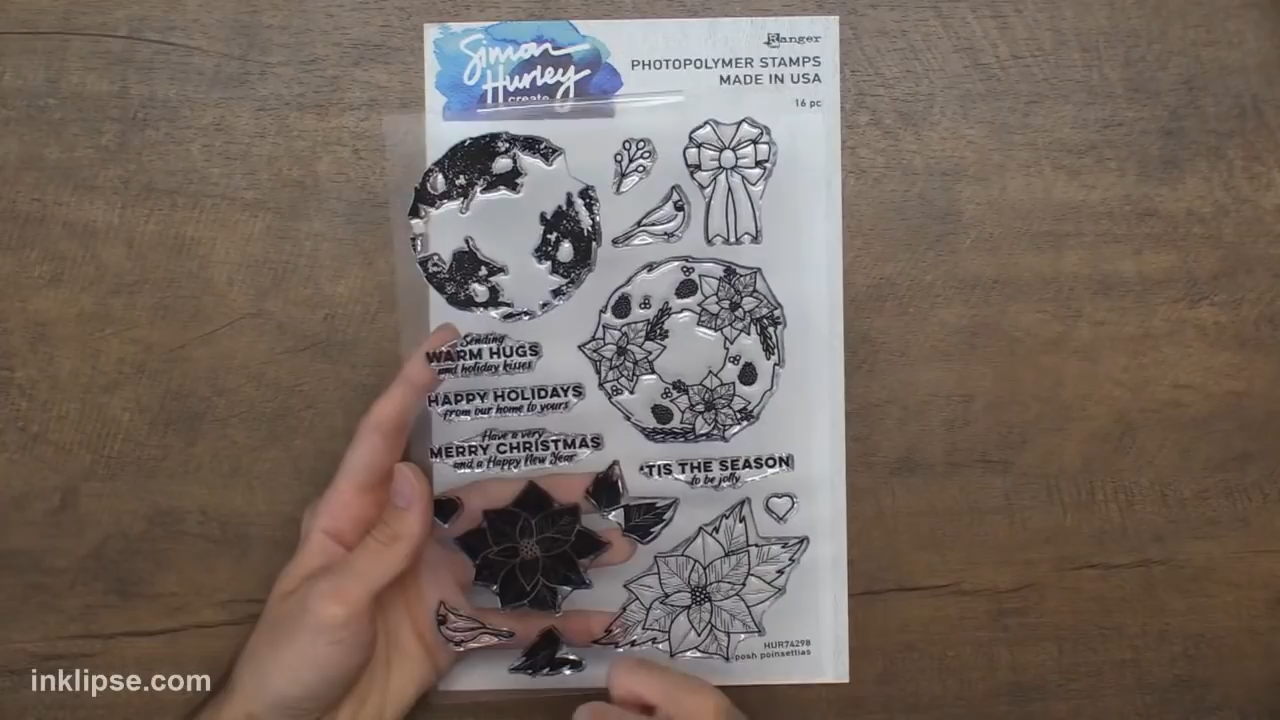 Simon
Hurley
create.
Ranger
PHOTOPOLYMER STAMPS
MADE IN USA
16 pc
Sending
WARM HUGS
and holiday kisses
HAPPY HOLIDAYS
from our home to yours
Have a very
MERRY CHRISTMAS
and a Happy New Year
'TIS THE SEASON
to be jolly
HUR74298
posh poinsettias
inklipse.com